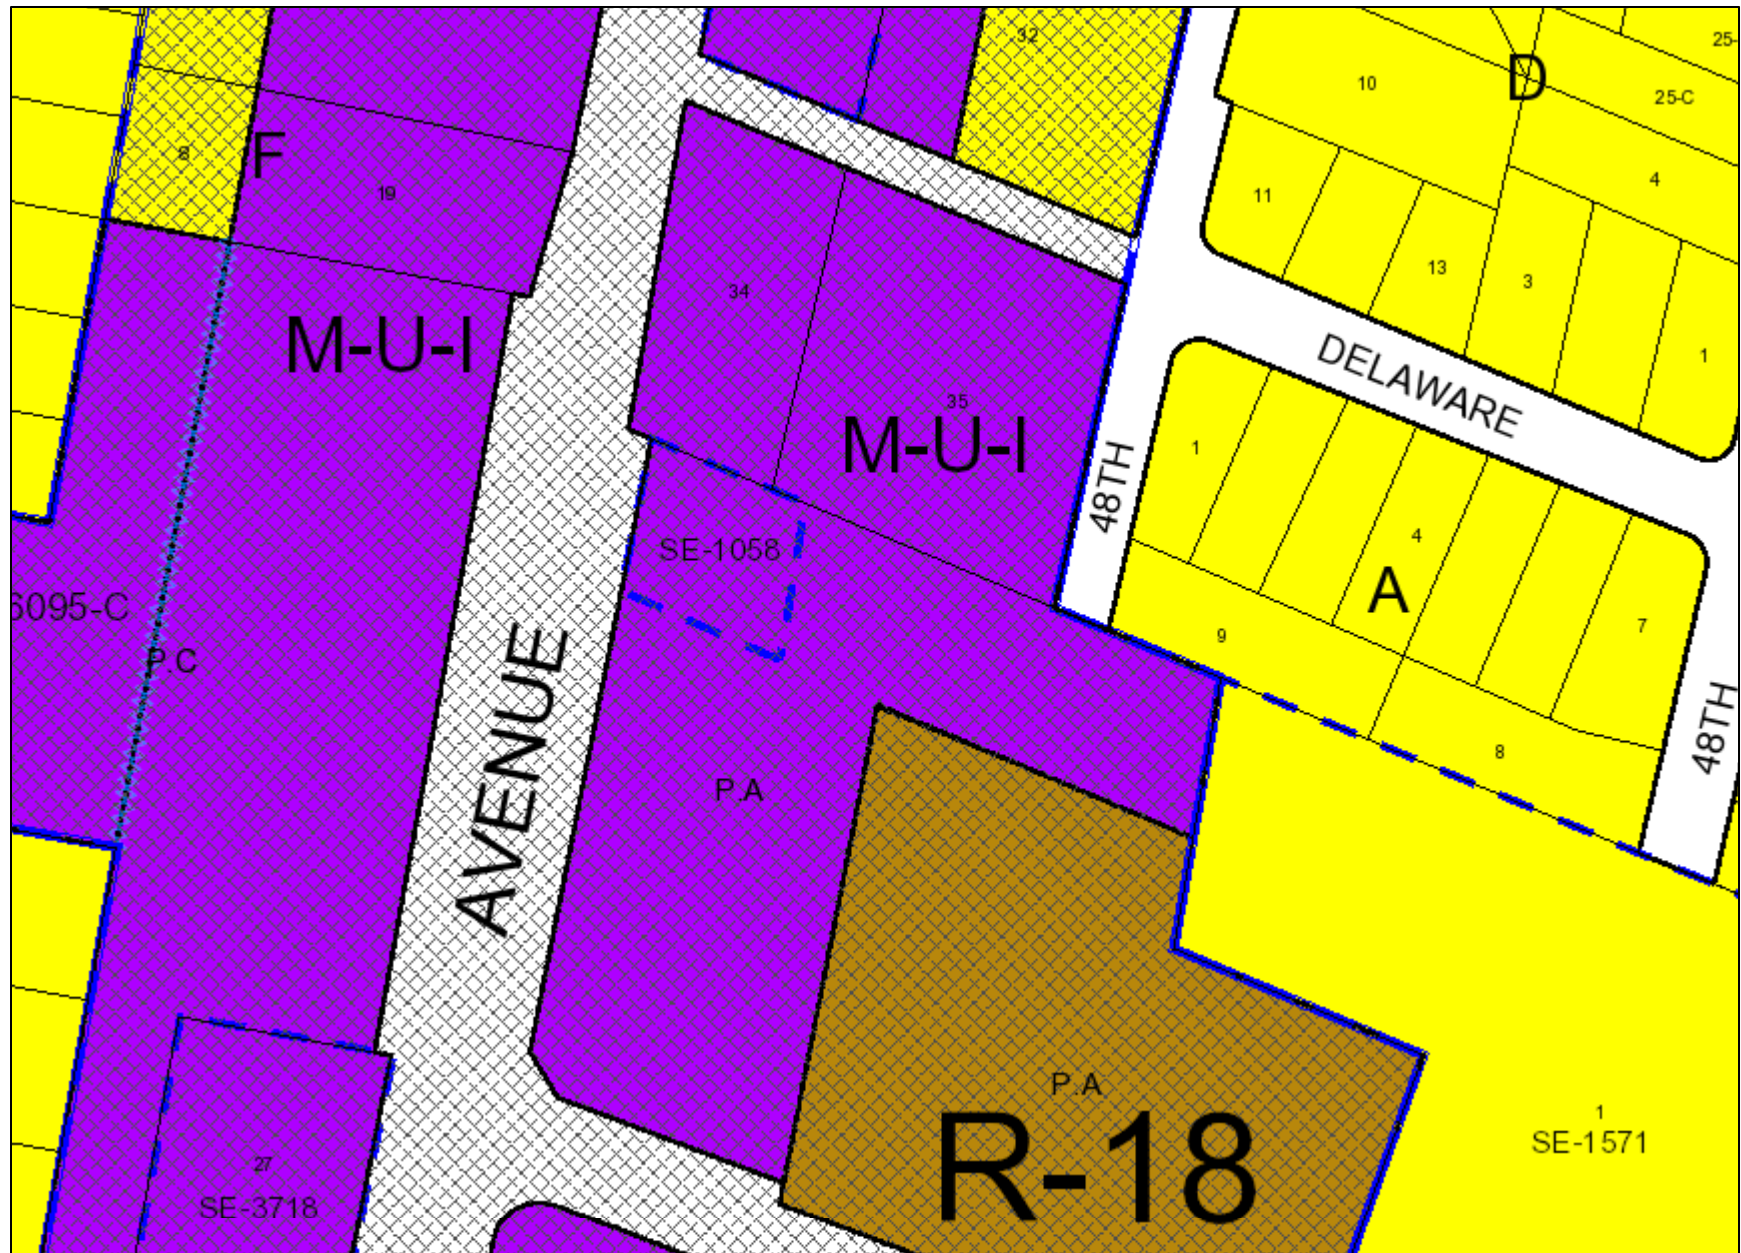 32
25-
10
D
25-C
8
F
19
4
11
34
13
3
DELAWARE
1
M-U-I
35
M-U-I
1
48TH
4
SE-1058
A
6095-C
9
7
P.C
AVENUE
48TH
8
P.A
P.A
R-18
1
SE-1571
27
SE-3718